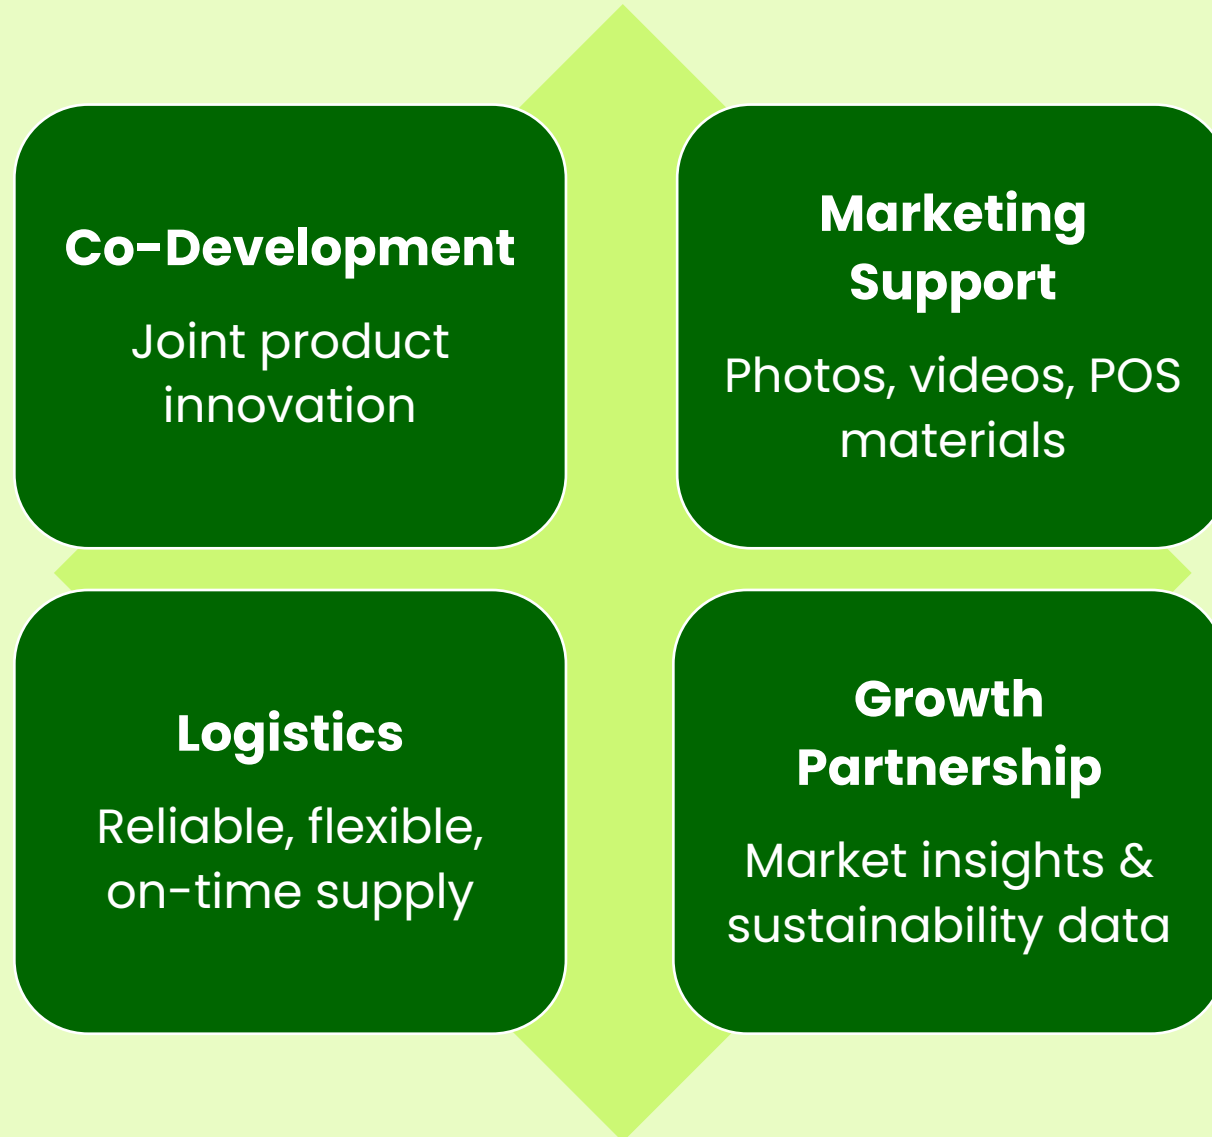 Co-Development
Joint product
innovation
Marketing
Support
Photos, videos, POS
materials
Logistics
Reliable, flexible,
on-time supply
Growth
Partnership
Market insights &
sustainability data